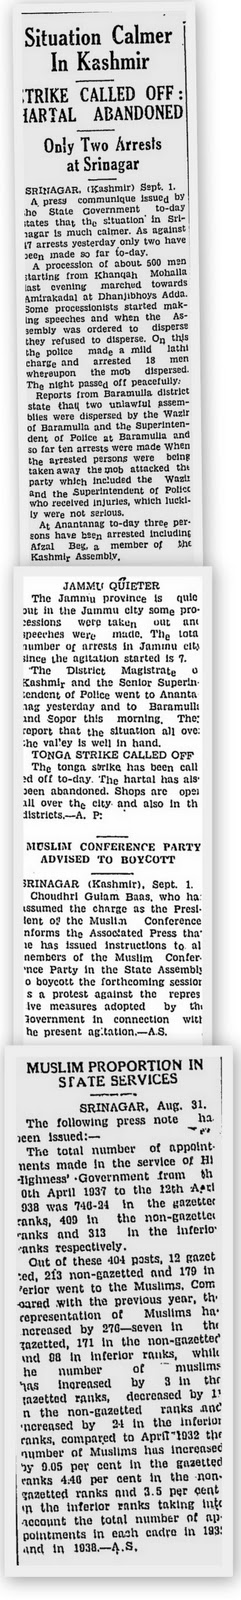 Situation Calmer
In Kashmir
TRIKE CALLED OFF:
HARTAL ABANDONED
Only Two Arrests
at Srinagar
SRINAGAR, (Kashmir) Sept. 1.
A press communique issued by
the State Government to-day
states that the situation in Sri-
nagar is much calmer. As against
17 arrests yesterday only two have
been made so far to-day.
A procession of about 500 men
starting from Khanqah Mohalla
last evening marched towards
Amirakadal at Dhanjibhoys Adda.
Some processionists started mak-
ing speeches and when the As-
sembly was ordered to disperse
they refused to disperse. On this
the police made a mild lathi
charge and arrested 18 men
whereupon the mob dispersed.
The night passed off peacefully.
Reports from Baramulla district
state that two unlawful assem-
blies were dispersed by the Wazir
of Baramulla and the Superinten-
dent of Police at Baramulla and
so far ten arrests were made When
the arrested persons were being
taken away the mob attacked the
party which included the Wazir
and the Superintendent of Police
who received injuries, which lucki-
ly were not serious.
At Anantanag to-day three per-
sons have been arrested including
Afzal Beg, a member of the
Kashmir Assembly.
JAMMU QUIETER
The Jammu province is quie
out in the Jammu city some pro-
cessions were taken out and
speeches were made. The tota
number of arrests in Jammu city
since the agitation started is 7.
The District Magistrate o
Kashmir and the Senior Superin-
tendent of Police went to Ananta
nag yesterday and to Baramulla
and Sopor this morning. They
report that the situation all over
the valley is well in hand.
TONGA STRIKE CALLED OFF
The tonga strike has been call
ed off to-day. The hartal has als
been abandoned. Shops are open
all over the city and also in th
districts.—A. P:
MUSLIM CONFERENCE PARTY
ADVISED TO BOYCOTT
SRINAGAR (Kashmir), Sept. 1.
Choudhri Gulam Baas, who ha
assumed the charge as the Presi-
dent of the Muslim Conference
informs the Associated Press that
he has issued instructions to al
members of the Muslim Confer-
ence Party in the State Assembly
to boycott the forthcoming session
as a protest against the repres
ive measures adopted by the
Government in connection with
the present agitation.—A.S.
MUSLIM PROPORTION IN
STATE SERVICES
SRINAGAR, Aug. 31.
The following press note ha
been issued:—
The total number of appoint-
ments made in the service of Hi
Highness' Government from th
0th April 1937 to the 12th April
938 was 746-24 in the gazetted
ranks, 409 in the non-gazetted
ranks and 313 in the inferior
ranks respectively.
Out of these 404 posts, 12 gazet
ted, 213 non-gazetted and 179 in
ferior went to the Muslims. Com
pared with the previous year, the
representation of Muslims ha
increased by 276—seven in the
gazetted, 171 in the non-gazetted
and 98 in inferior ranks, while
the number of muslims
has increased by 3 in the
gazetted ranks, decreased by 1
in the non-gazetted ranks and
increased by 24 in the inferior
ranks, compared to April 1932 the
number of Muslims has increased
by 9.05 per cent in the gazetted
ranks 4.46 per cent in the non-
gazetted ranks and 3.5 per cent
in the inferior ranks taking into
account the total number of ap-
pointments in each cadre in 193
and in 1938.—A.S.